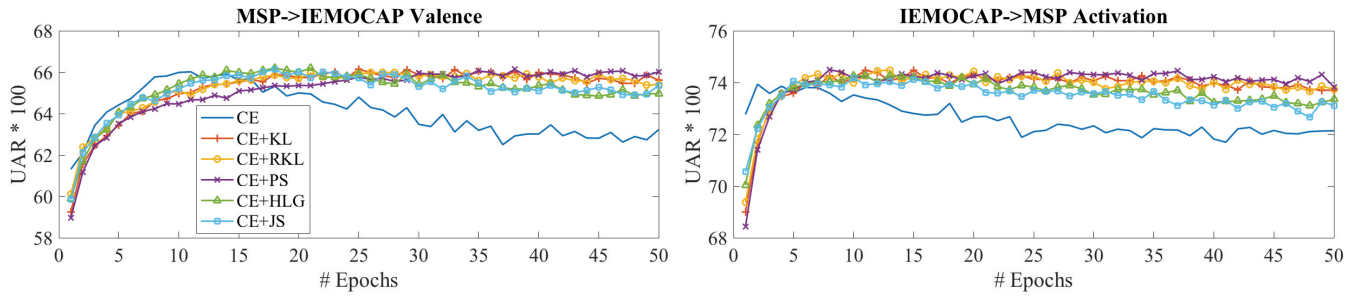 MSP->IEMOCAP Valence
UAR * 100
68
66
64
62
60
58
0 5 10 15 20 25 30 35 40 45 50
# Epochs
CE
CE+KL
CE+RKL
CE+PS
CE+HLG
CE+JS
IEMOCAP->MSP Activation
UAR * 100
76
74
72
70
68
0 5 10 15 20 25 30 35 40 45 50
# Epochs